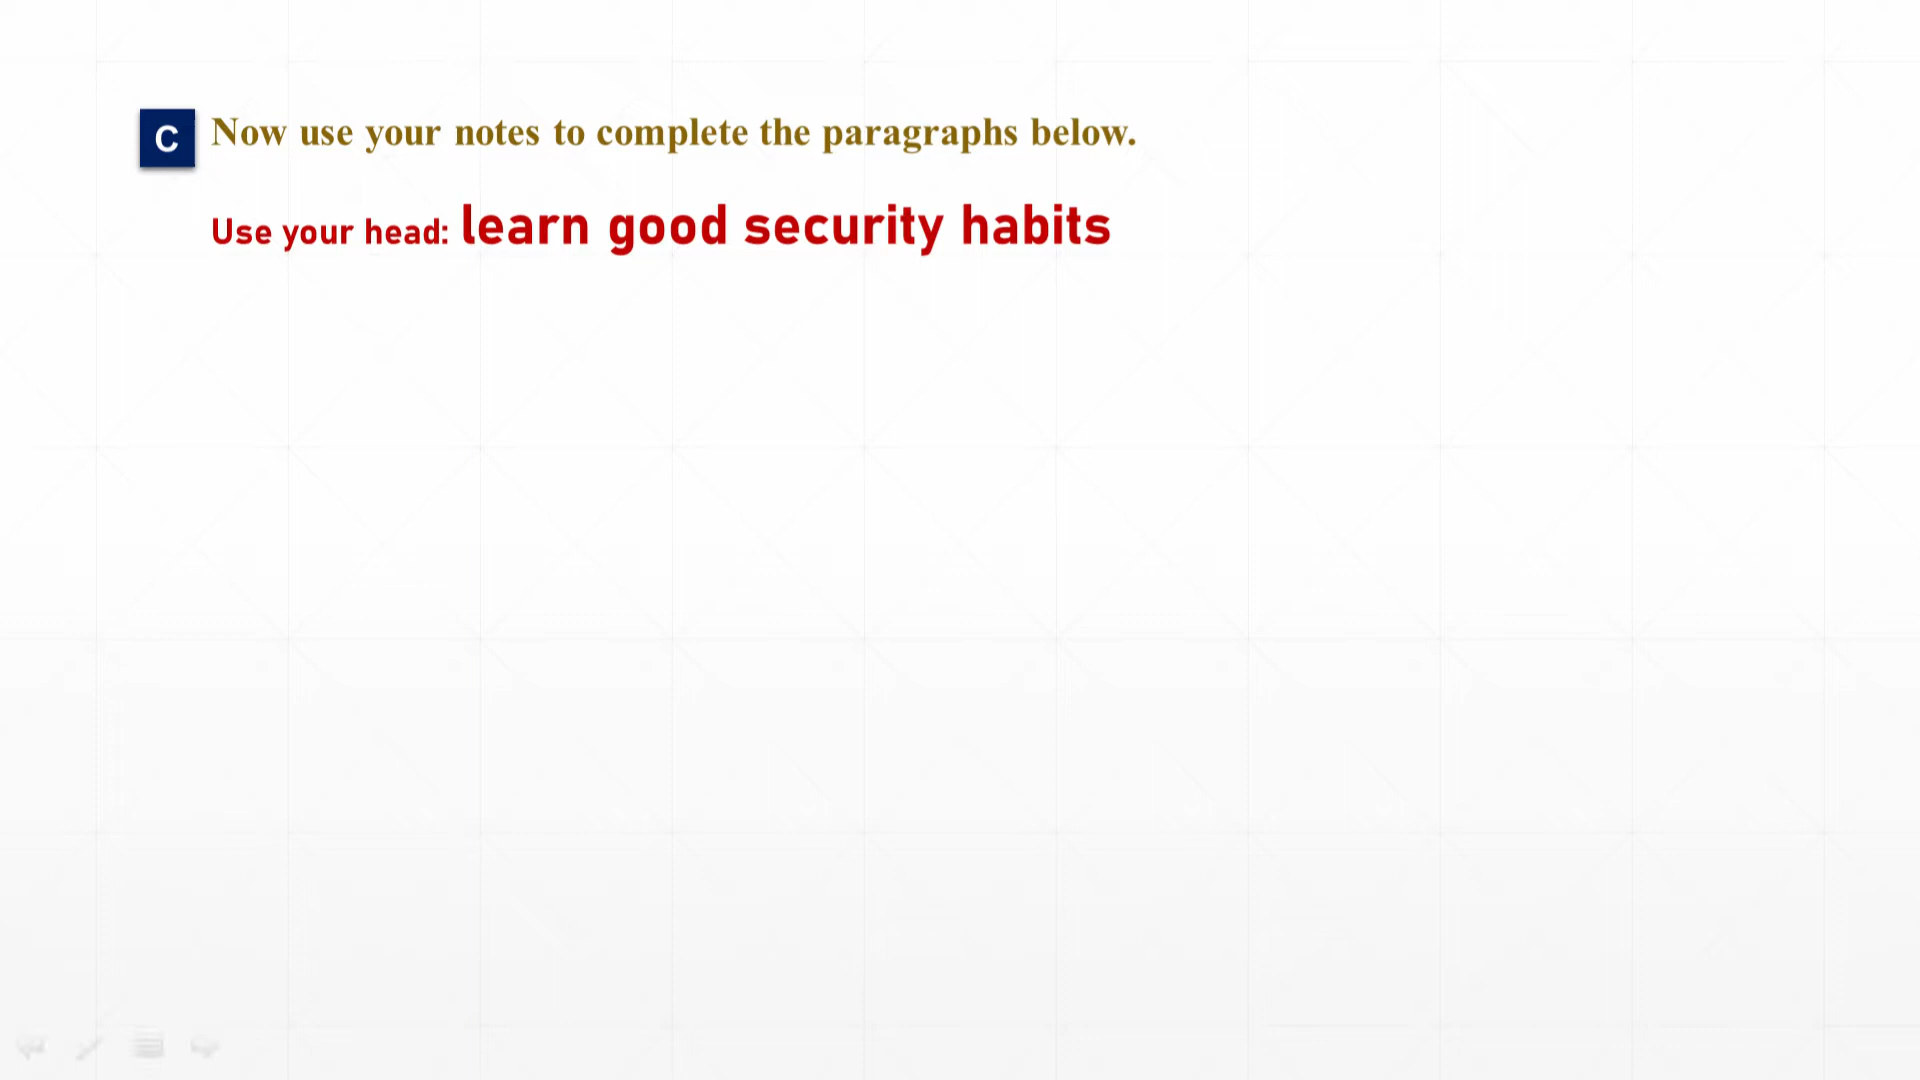 C Now use your notes to complete the paragraphs below.
Use your head: learn good security habits